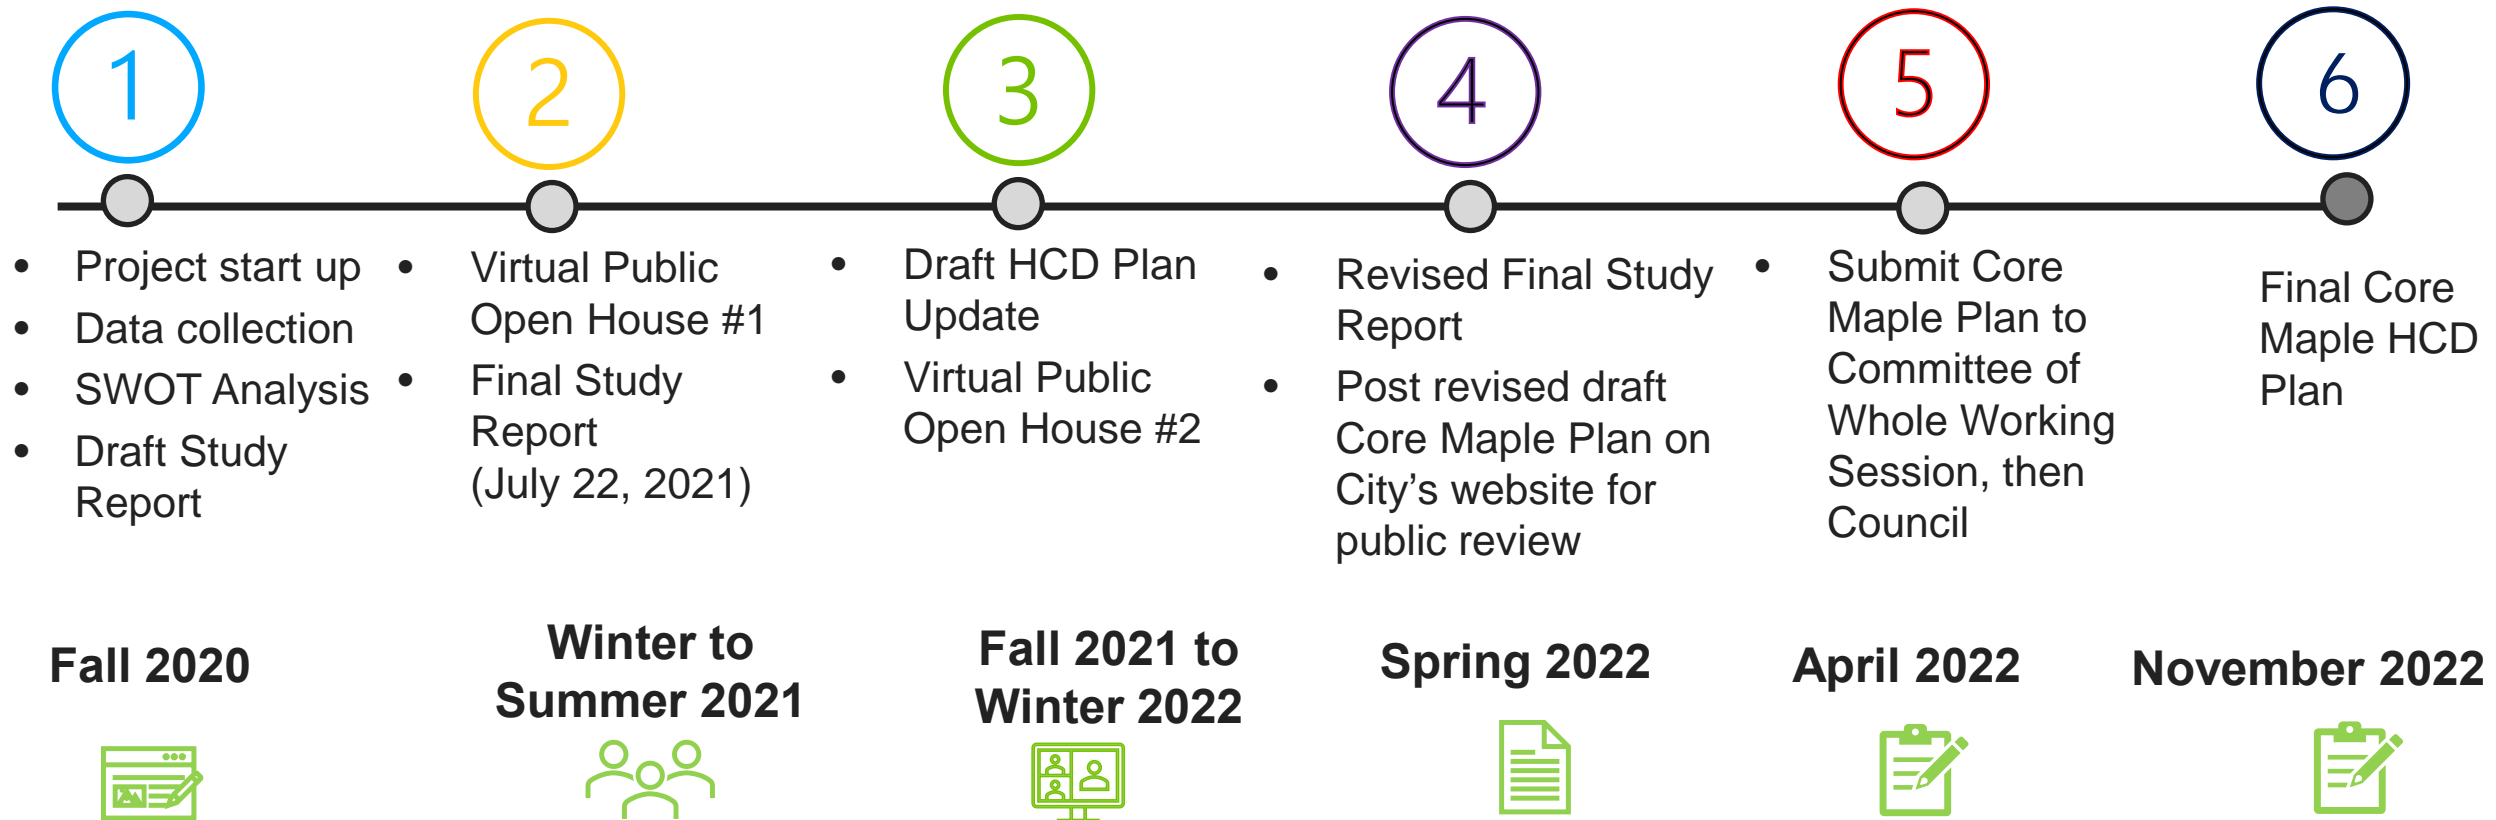 1
2
3
4
5
6
• Project start up
• Data collection
• SWOT Analysis
• Draft Study
Report
• Virtual Public
Open House #1
• Final Study
Report
(July 22, 2021)
• Draft HCD Plan
Update
• Virtual Public
Open House #2
• Revised Final Study
Report
• Post revised draft
Core Maple Plan on
City’s website for
public review
• Submit Core
Maple Plan to
Committee of
Whole Working
Session, then
Council
Final Core
Maple HCD
Plan
Fall 2020
Winter to
Summer 2021
Fall 2021 to
Winter 2022
Spring 2022
April 2022
November 2022